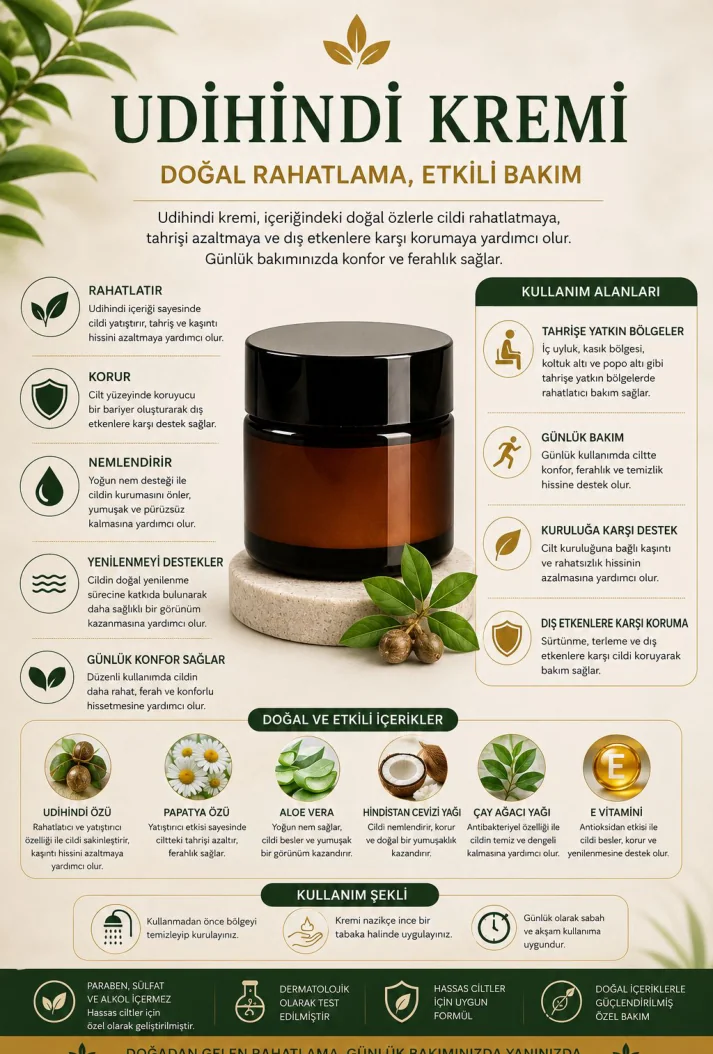 UDİHİNDİ KREMİ
DOĞAL RAHATLAMA, ETKİLİ BAKIM
Udihindi kremi, içeriğindeki doğal özlerle cildi rahatlatmaya,
tahrişi azaltmaya ve dış etkenlere karşı korumaya yardımcı olur.
Günlük bakımınızda konfor ve ferahlık sağlar.
RAHATLATIR
Udihindi içeriği sayesinde
cildi yatıştırır, tahriş ve kaşıntı
hissini azaltmaya yardımcı olur.
KORUR
Cilt yüzeyinde koruyucu
bir bariyer oluşturarak dış
etkenlere karşı destek sağlar.
NEMLENDİRİR
Yoğun nem desteği ile
cildin kurumasını önler,
yumuşak ve pürüzsüz
kalmasına yardımcı olur.
YENİLENMEYİ DESTEKLER
Cildin doğal yenilenme
sürecine katkıda bulunarak
daha sağlıklı bir görünüm
kazanmasına yardımcı olur.
GÜNLÜK KONFOR SAĞLAR
Düzenli kullanımda cildin
daha rahat, ferah ve konforlu
hissetmesine yardımcı olur.
KULLANIM ALANLARI
TAHRİŞE YATKIN BÖLGELER
İç uyluk, kasık bölgesi,
koltuk altı ve popo altı gibi
tahrişe yatkın bölgelerde
rahatlatıcı bakım sağlar.
GÜNLÜK BAKIM
Günlük kullanımda ciltte
konfor, ferahlık ve temizlik
hissine destek olur.
KURULUĞA KARŞI DESTEK
Cilt kuruluğuna bağlı kaşıntı
ve rahatsızlık hissinin
azalmasına yardımcı olur.
DIŞ ETKENLERE KARŞI KORUMA
Sürtünme, terleme ve dış
etkenlere karşı cildi koruyarak
bakım sağlar.
DOĞAL VE ETKİLİ İÇERİKLER
UDİHİNDİ ÖZÜ
Rahatlatıcı ve yatıştırıcı
özelliği ile cildi sakinleştirir,
kaşıntı hissini azaltmaya
yardımcı olur.
PAPATYA ÖZÜ
Yatıştırıcı etkisi sayesinde
ciltteki tahrişi azaltır,
ferahlık sağlar.
ALOE VERA
Yoğun nem sağlar,
cildi besler ve yumuşak
bir görünüm kazandırır.
HİNDİSTAN CEVİZİ YAĞI
Cildi nemlendirir, korur
ve doğal bir yumuşaklık
kazandırır.
ÇAY AĞACI YAĞI
Antibakteriyel özelliği ile
cildin temiz ve dengeli
kalmasına yardımcı olur.
E
E VİTAMİNİ
Antioksidan etkisi ile
cildi besler, korur ve
yenilenmesine destek olur.
KULLANIM ŞEKLİ
Kullanmadan önce bölgeyi
temizleyip kurulayınız.
Kremi nazikçe ince bir
tabaka halinde uygulayınız.
Günlük olarak sabah
ve akşam kullanıma
uygundur.
PARABEN, SÜLFAT
VE ALKOL İÇERMEZ
Hassas ciltler için
özel olarak geliştirilmiştir.
DERMATOLOJİK
OLARAK TEST
EDİLMİŞTİR
HASSAS CİLTLER
İÇİN UYGUN
FORMÜL
DOĞAL İÇERİKLERLE
GÜÇLENDİRİLMİŞ
ÖZEL BAKIM
DOĞADAN GELEN RAHATLAMA, GÜNLÜK BAKIMINIZDA YANINIZDA